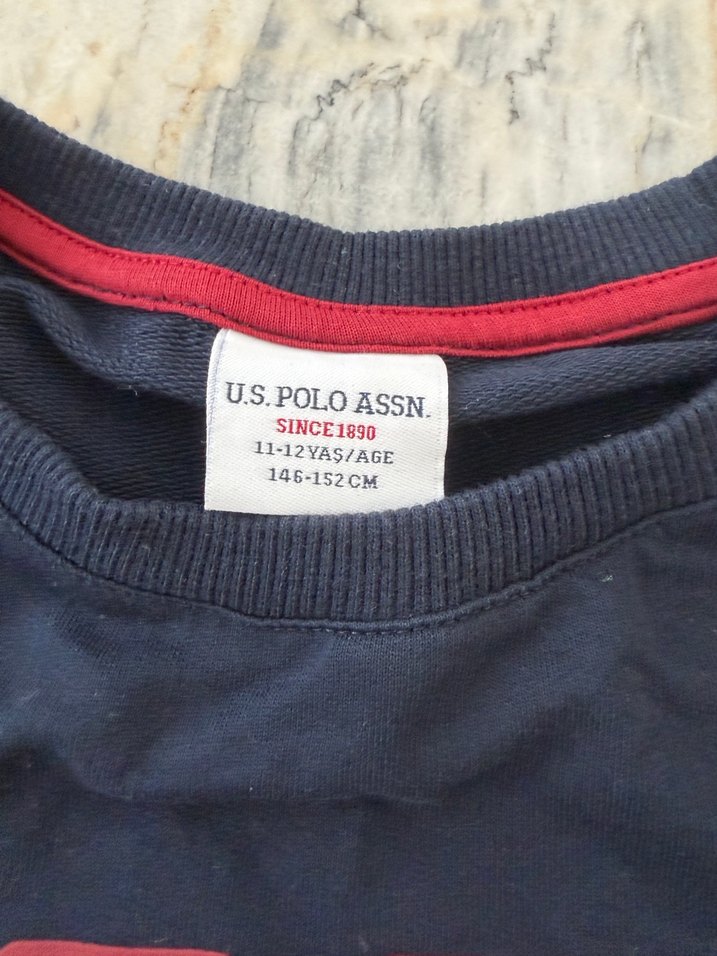 U.S. POLO ASSN.
SINCE 1890
11-12 YAŞ/AGE
146-152 CM